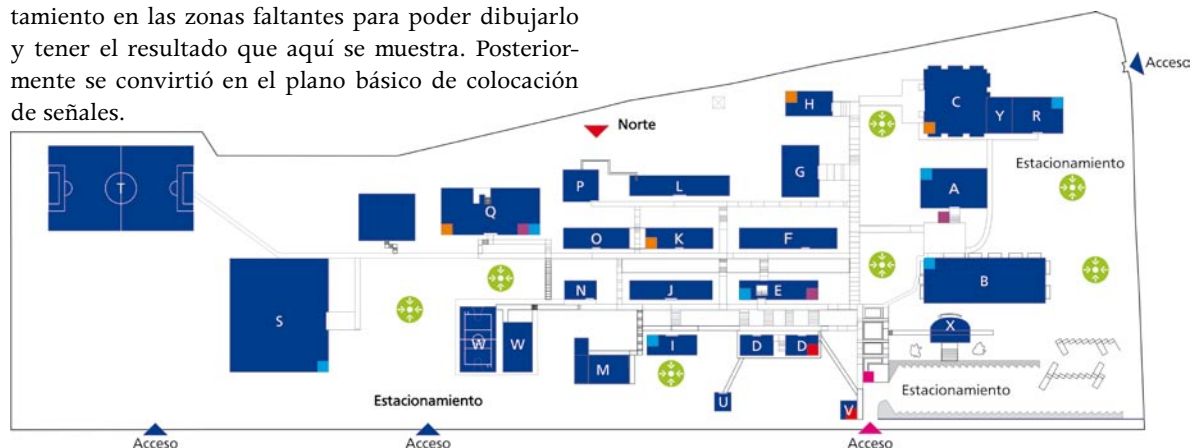 tamiento en las zonas faltantes para poder dibujarlo
y tener el resultado que aquí se muestra. Posterior-
mente se convirtió en el plano básico de colocación
de señales.
Acceso
Norte
H
C
Y
R
Estacionamiento
G
A
T
P
L
Q
O
K
F
B
N
J
E
S
X
W
W
I
D
D
M
U
V
Estacionamiento
Estacionamiento
Acceso
Acceso
Acceso